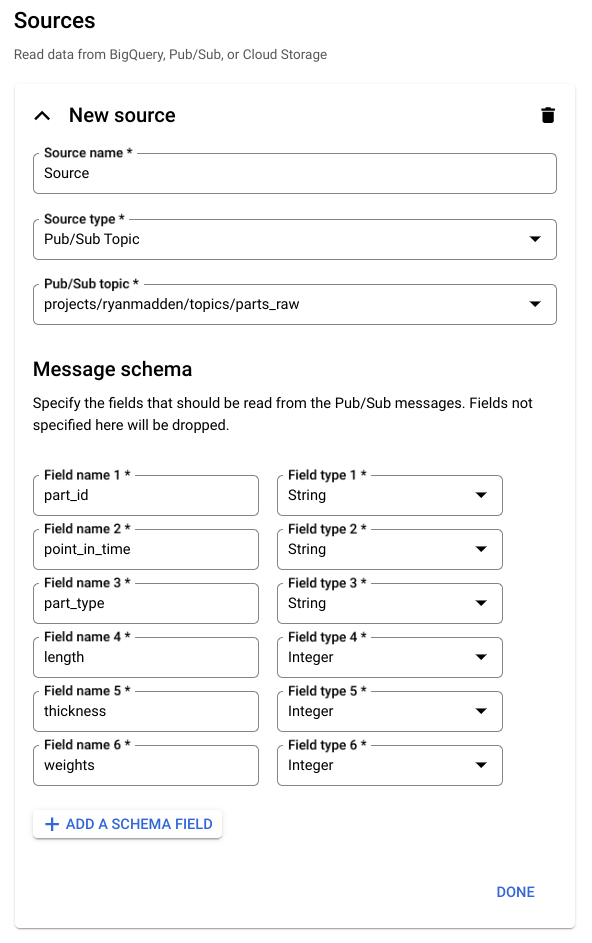 Sources
Read data from BigQuery, Pub/Sub, or Cloud Storage
New source
Source name *
Source
Source type *
Pub/Sub Topic
Pub/Sub topic *
projects/ryanmadden/topics/parts_raw
Message schema
Specify the fields that should be read from the Pub/Sub messages. Fields not
specified here will be dropped.
Field name 1 * Field type 1 *
part_id String
Field name 2 * Field type 2 *
point_in_time String
Field name 3 * Field type 3 *
part_type String
Field name 4 * Field type 4 *
length Integer
Field name 5 * Field type 5 *
thickness Integer
Field name 6 * Field type 6 *
weights Integer
+ ADD A SCHEMA FIELD
DONE